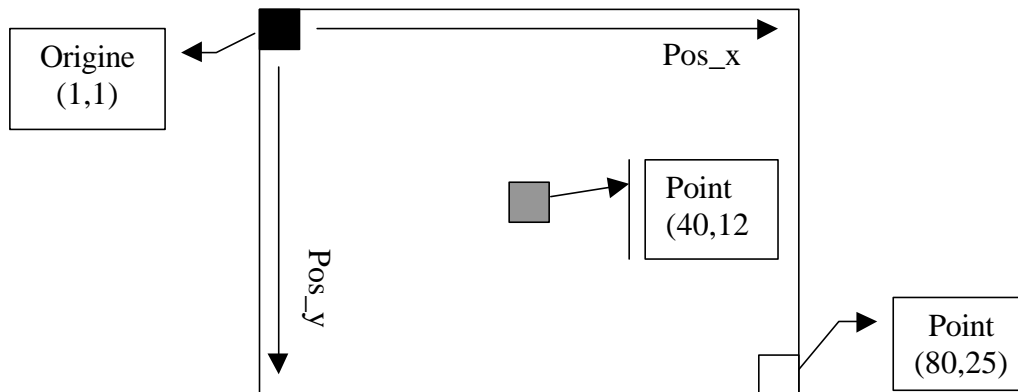 Origine
(1,1)
Pos_x
Point
(40,12
Pos_y
Point
(80,25)